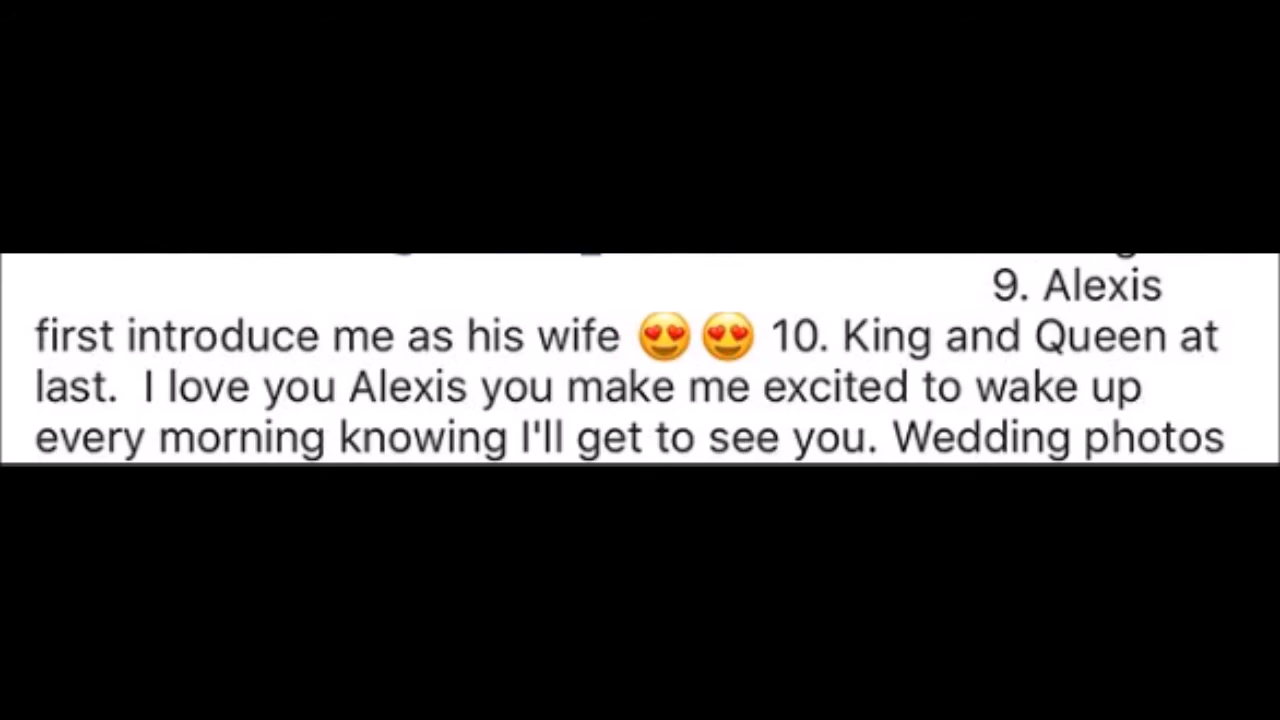 9. Alexis
first introduce me as his wife 😍😍 10. King and Queen at
last.  I love you Alexis you make me excited to wake up
every morning knowing I'll get to see you. Wedding photos